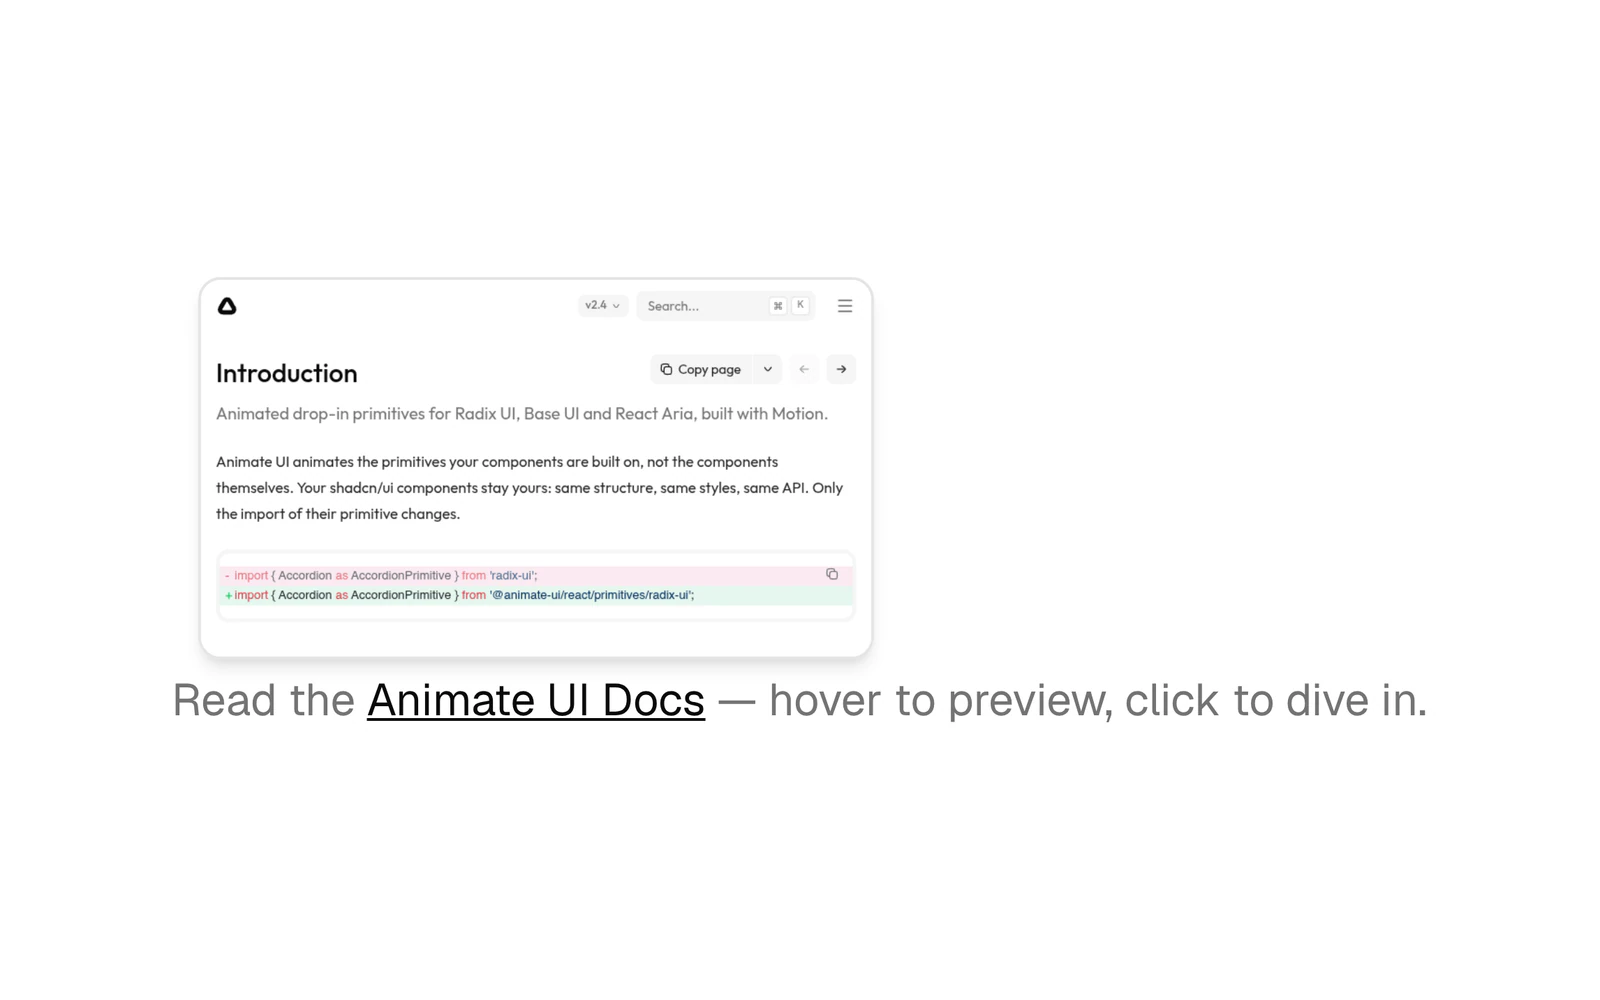 v2.4
Search...
⌘ K
Introduction
Copy page
Animated drop-in primitives for Radix UI, Base UI and React Aria, built with Motion.
Animate UI animates the primitives your components are built on, not the components
themselves. Your shadcn/ui components stay yours: same structure, same styles, same API. Only
the import of their primitive changes.
- import { Accordion as AccordionPrimitive } from 'radix-ui';
+ import { Accordion as AccordionPrimitive } from '@animate-ui/react/primitives/radix-ui';
Read the Animate UI Docs — hover to preview, click to dive in.